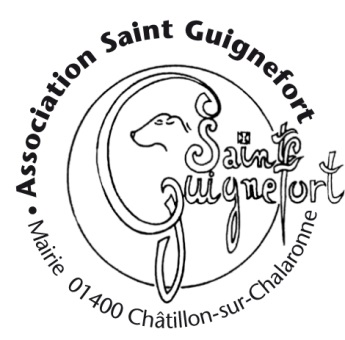 Association Saint Guignefort
Saint
Guignefort
• Mairie 01400 Châtillon-sur-Chalaronne